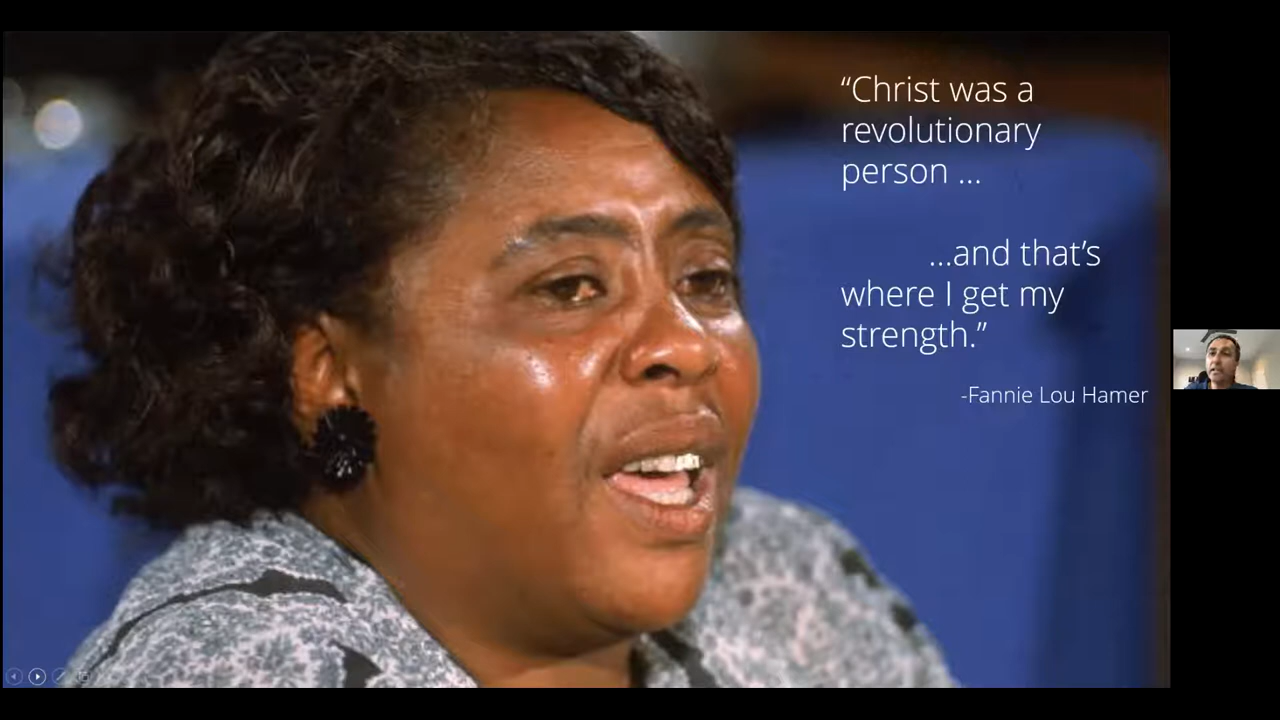 “Christ was a
revolutionary
person ...
...and that’s
where I get my
strength.”
-Fannie Lou Hamer